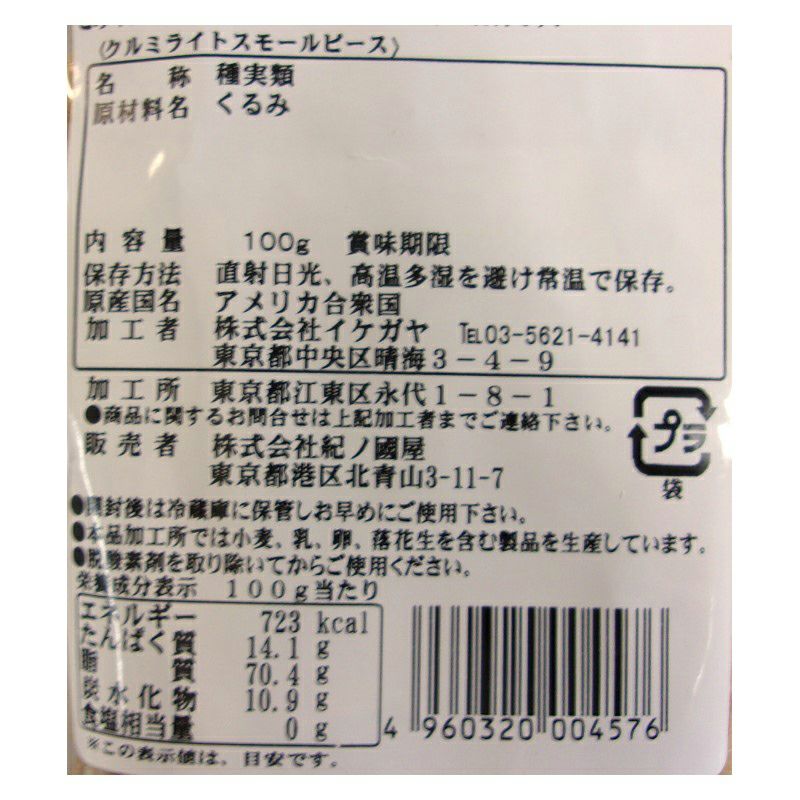 (クルミライトスモールピース)
名称 種実類
原材料名 くるみ
内容量 100g 賞味期限
保存方法 直射日光、高温多湿を避け常温で保存。
原産国名 アメリカ合衆国
加工者 株式会社イケガヤ ℡03-5621-4141
東京都中央区晴海3-4-9
加工所 東京都江東区永代1-8-1
●商品に関するお問合せは上記加工者までご連絡下さい。
販売者 株式会社紀ノ國屋
東京都港区北青山3-11-7
プラ
袋
●開封後は冷蔵庫に保管しお早めにご使用下さい。
●本品加工所では小麦、乳、卵、落花生を含む製品を生産しています。
●脱酸素剤を取り除いてからご使用ください。
栄養成分表示 100g当たり
エネルギー 723 kcal
たんぱく質 14.1 g
脂質 70.4 g
炭水化物 10.9 g
食塩相当量 0 g
※この表示値は、目安です。
4 960320 004576